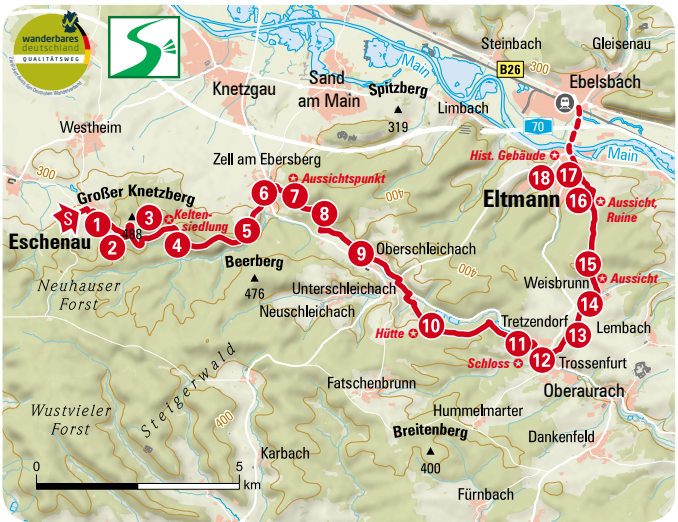 wanderbares
deutschland
QUALITÄTSWEG
S
Steinbach
Gleisenau
B26
300
Ebelsbach
Main
Knetzgau
Sand
am Main
Spitzberg
319
Limbach
70
Main
Westheim
Zell am Ebersberg
Hist. Gebäude
300
Aussichtspunkt
400
18
17
Eltmann
16
Aussicht,
Ruine
Großer Knetzberg
488
Kelten-
siedlung
S
1
2
3
4
5
6
7
8
Eschenau
9
Oberschleichach
400
Beerberg
476
Neuhauser
Forst
Unterschleichach
Neuschleichach
Weisbrunn
15
Aussicht
14
Hütte
10
Tretzendorf
11
13
Lembach
Schloss
12
Trossenfurt
Oberaurach
Steigerwald
400
Fatschenbrunn
Wustvieler
Forst
Hummelmarter
Breitenberg
400
Dankenfeld
Karbach
Fürnbach
0
5
km